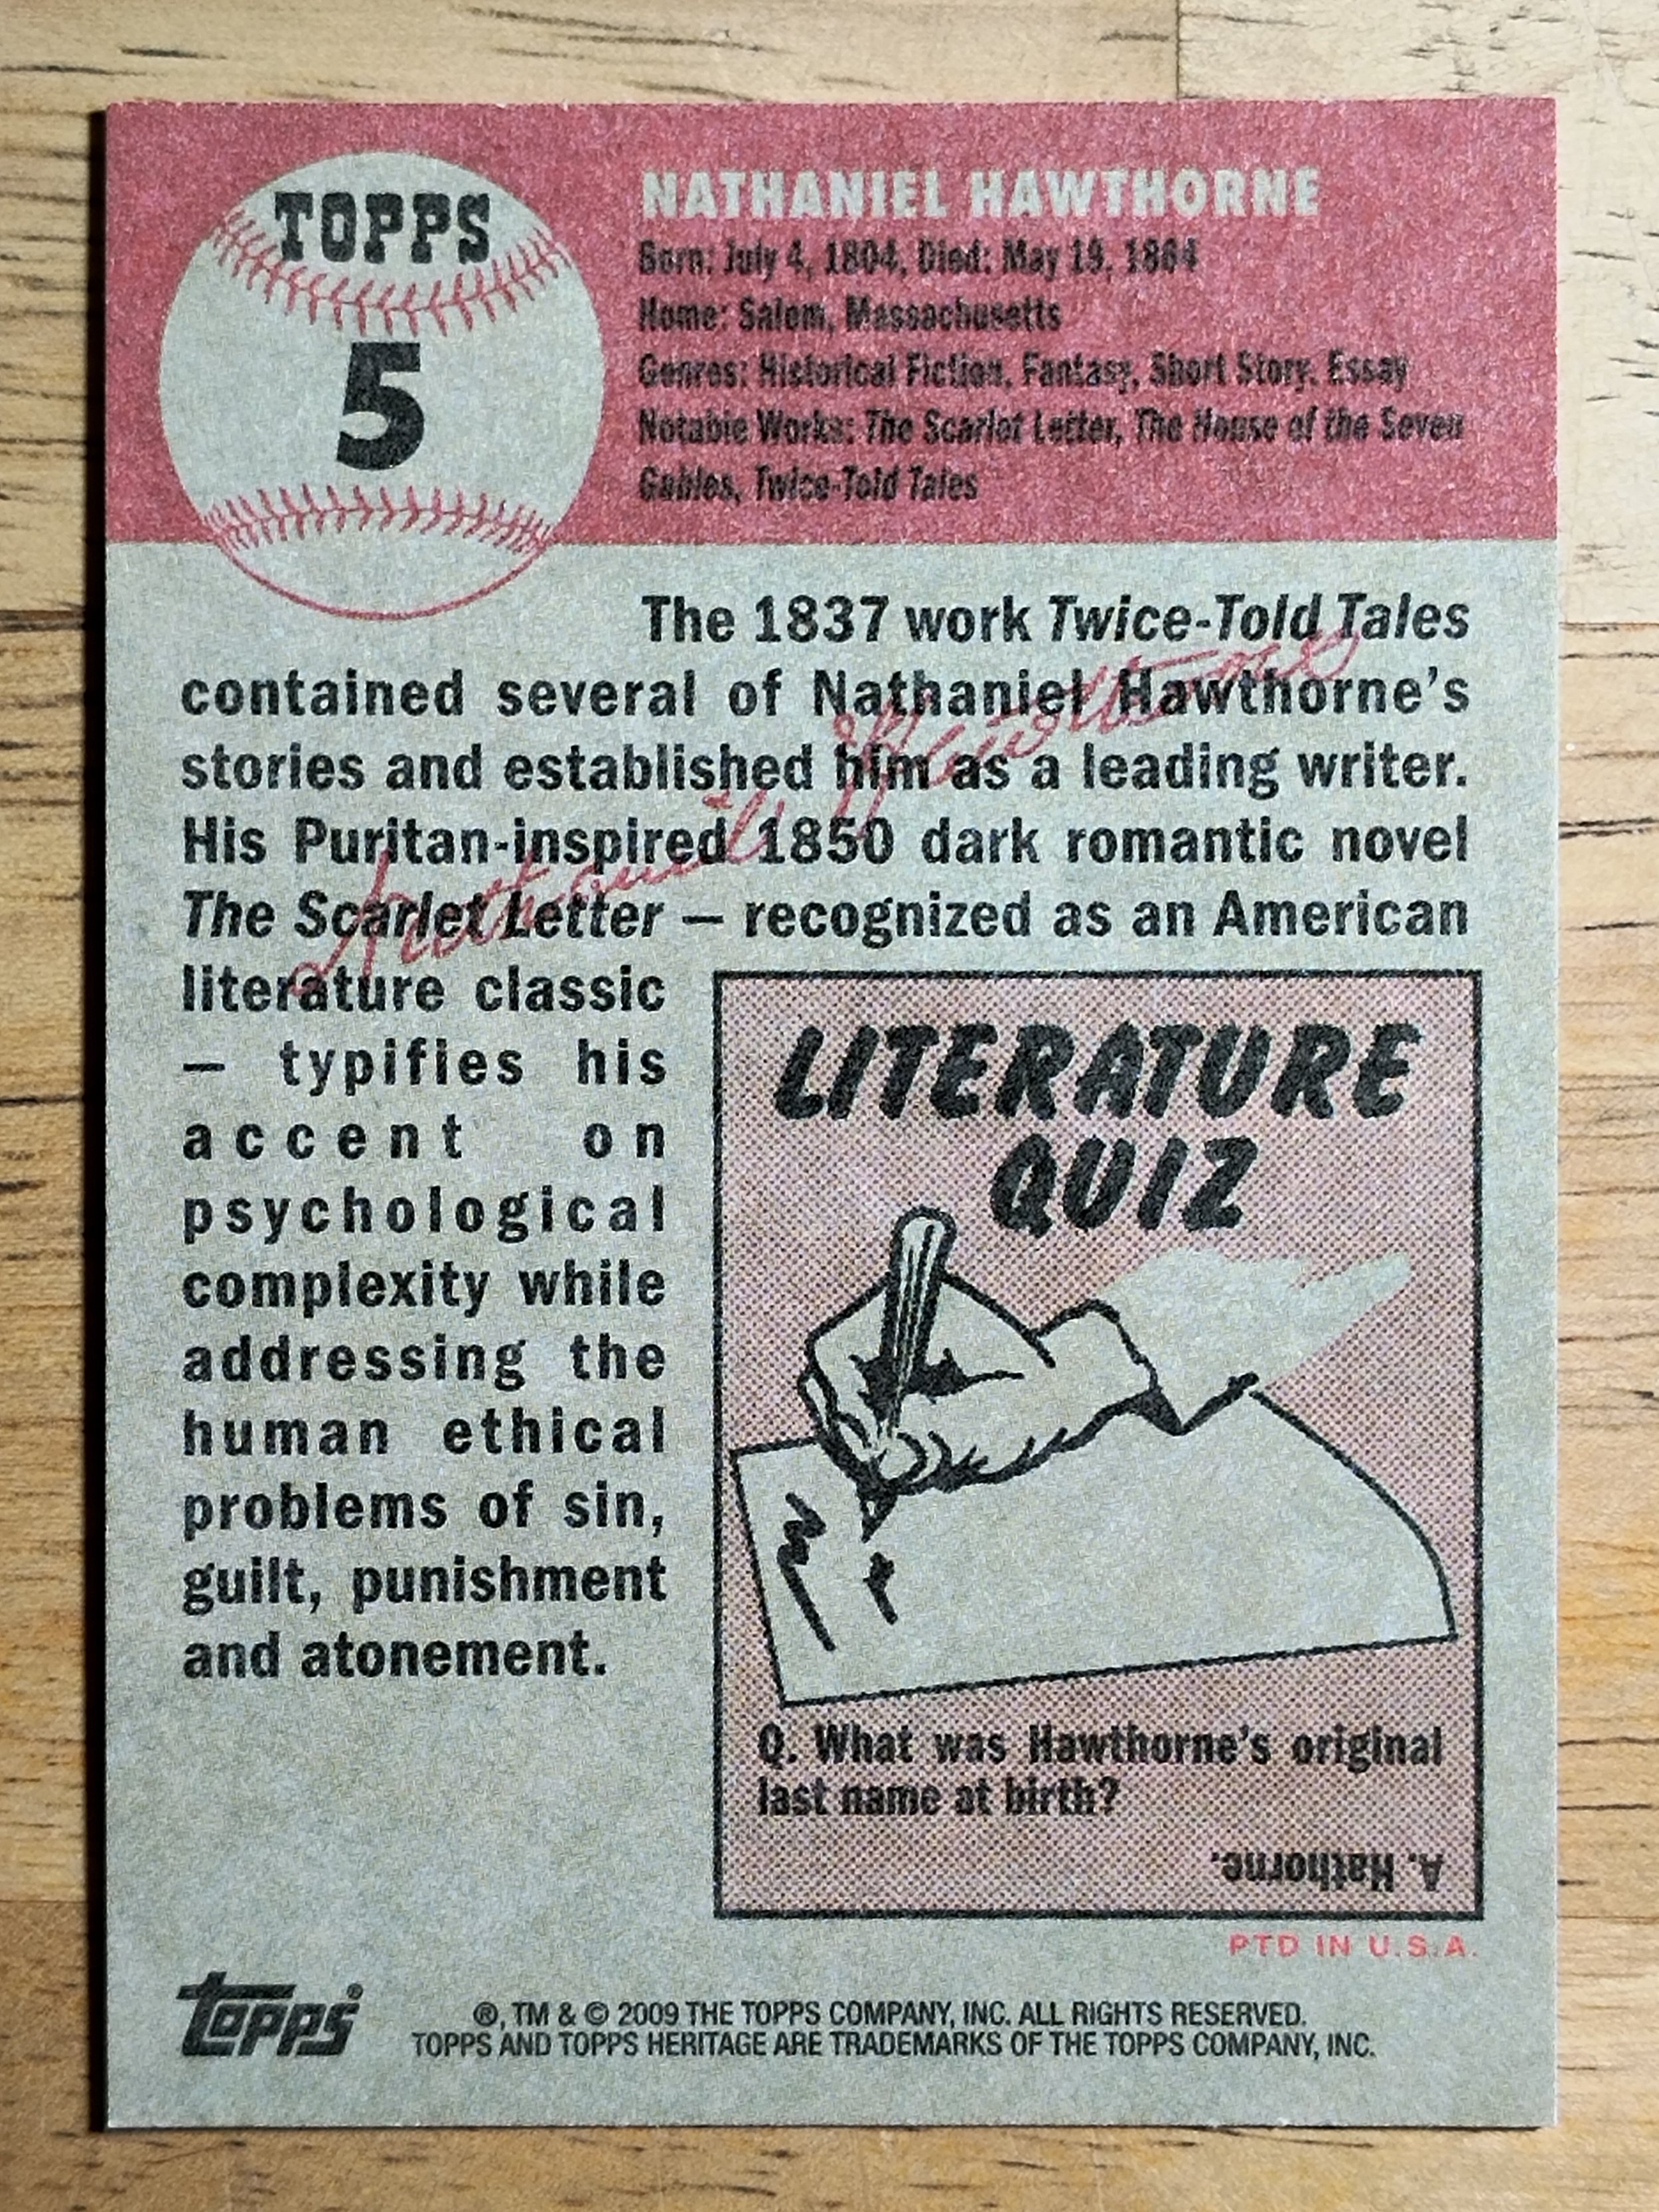 TOPPS
5
NATHANIEL HAWTHORNE
Born: July 4, 1804, Died: May 19, 1864
Home: Salem, Massachusetts
Genres: Historical Fiction, Fantasy, Short Story, Essay
Notable Works: The Scarlet Letter, The House of the Seven
Gables, Twice-Told Tales
The 1837 work Twice-Told Tales
contained several of Nathaniel Hawthorne's
stories and established him as a leading writer.
His Puritan-inspired 1850 dark romantic novel
The Scarlet Letter — recognized as an American
literature classic
— typifies his
accent on
psychological
complexity while
addressing the
human ethical
problems of sin,
guilt, punishment
and atonement.
Nathaniel Hawthorne
LITERATURE
QUIZ
Q. What was Hawthorne's original
last name at birth?
A. Hathorne.
PTD IN U.S.A.
topps®
®, TM & © 2009 THE TOPPS COMPANY, INC. ALL RIGHTS RESERVED.
TOPPS AND TOPPS HERITAGE ARE TRADEMARKS OF THE TOPPS COMPANY, INC.